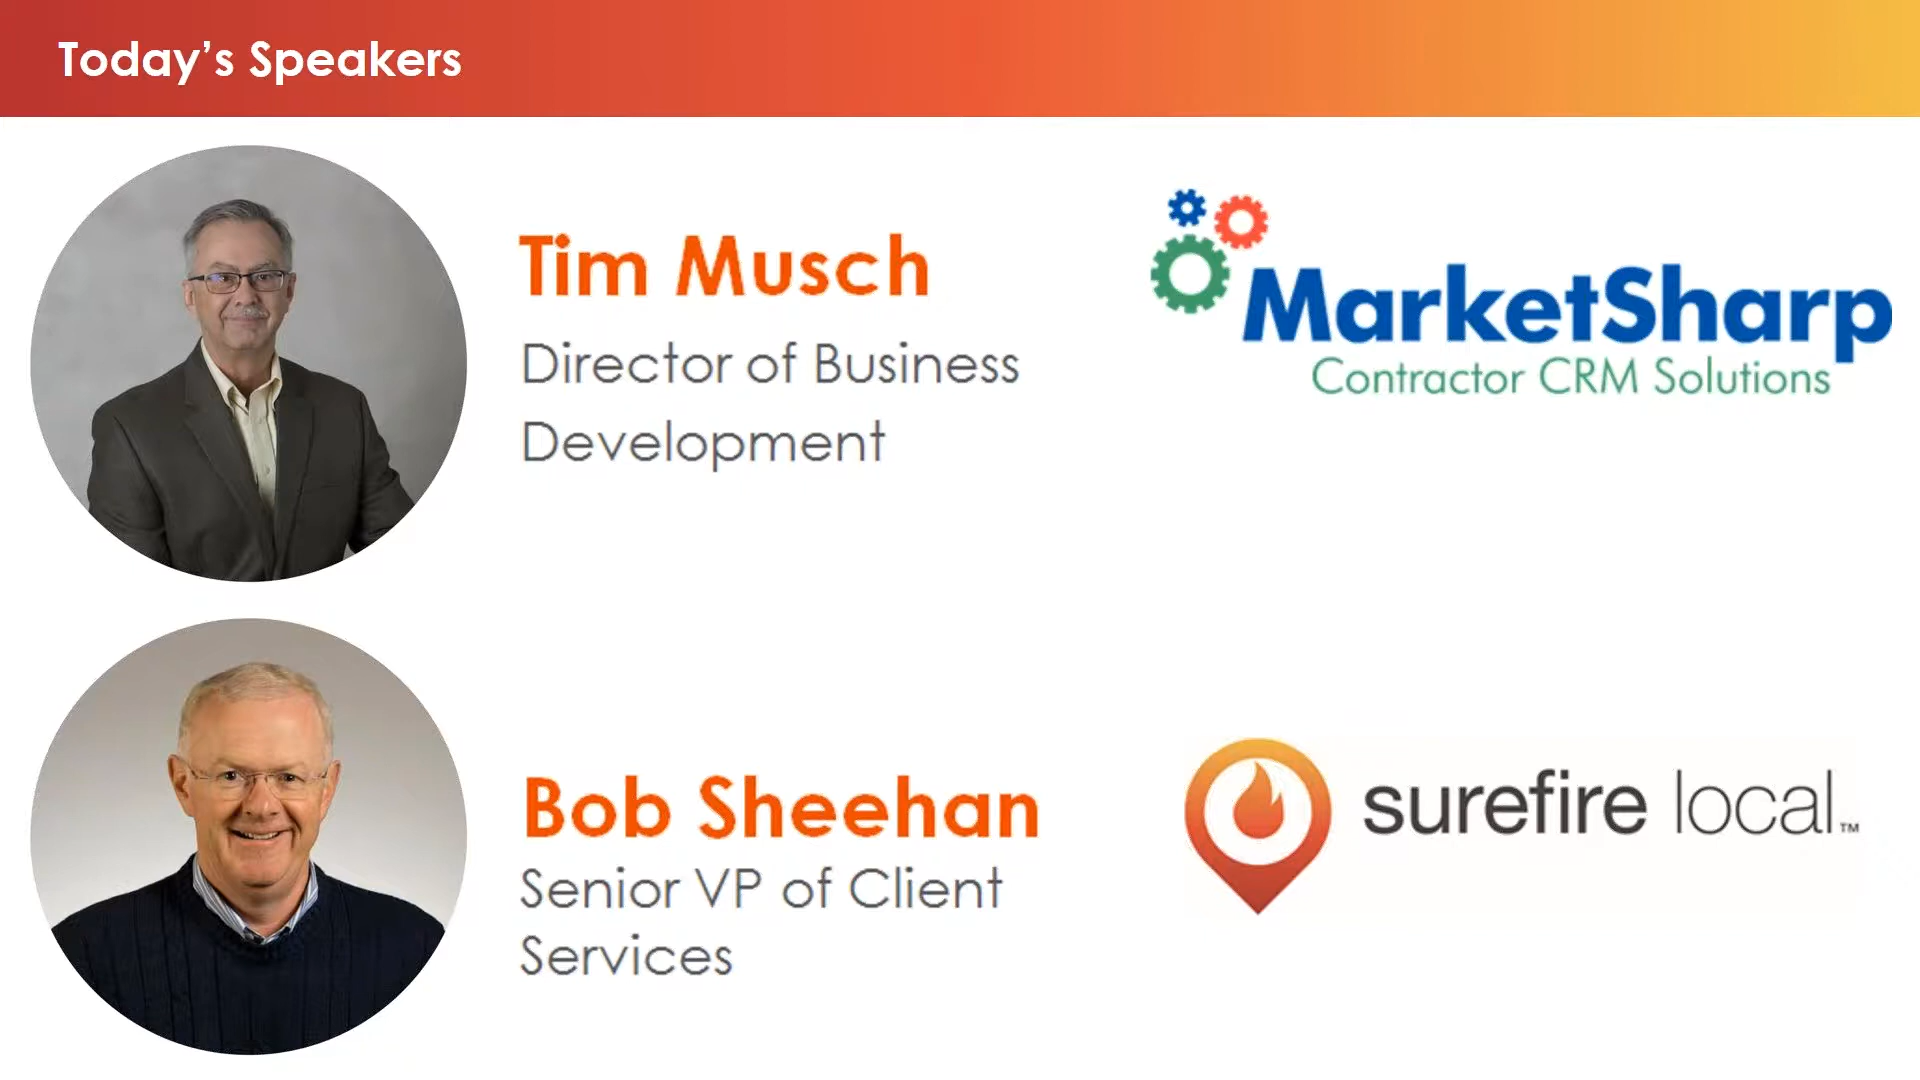 Today’s Speakers
Tim Musch
Director of Business
Development
MarketSharp
Contractor CRM Solutions
Bob Sheehan
Senior VP of Client
Services
surefire local™